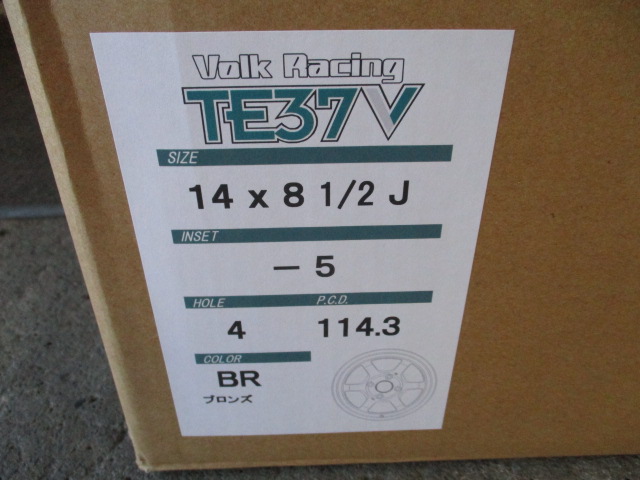 Volk Racing
TE37V
SIZE
14 x 8 1/2 J
INSET
－5
HOLE P.C.D.
4 114.3
COLOR
BR
ブロンズ